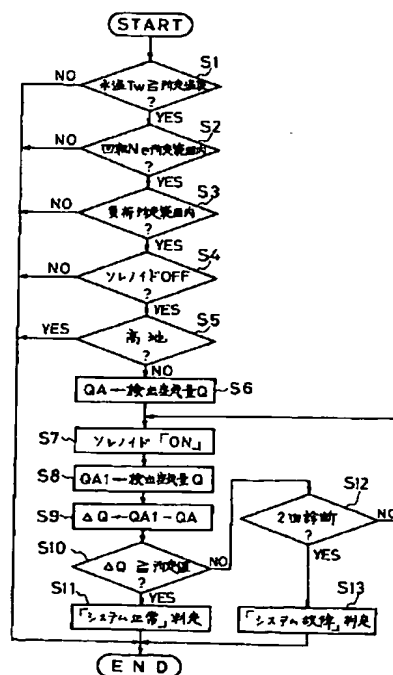 START
S1
水温Tw≧所定温度
?
NO
YES
S2
回転Ne所定範囲内
?
NO
YES
S3
負荷所定範囲内
?
NO
YES
S4
ソレノイドOFF
?
NO
YES
S5
高地
?
YES
NO
S6
QA←検出空気量Q
S7
ソレノイド「ON」
S8
QA1←検出空気量Q
S9
△Q←QA1-QA
S10
△Q≧所定値
?
NO
YES
S11
「システム正常」判定
S12
2回診断
?
NO
YES
S13
「システム故障」判定
END